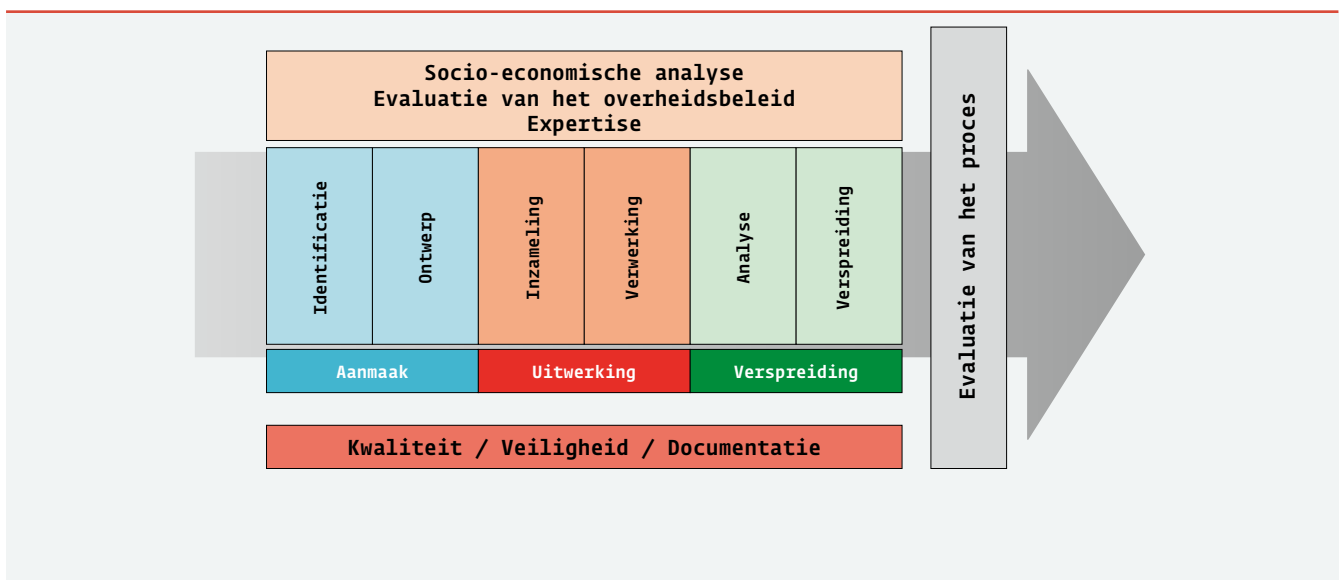 Socio-economische analyse
Evaluatie van het overheidsbeleid
Expertise
Identificatie
Ontwerp
Inzameling
Verwerking
Analyse
Verspreiding
Aanmaak
Uitwerking
Verspreiding
Kwaliteit / Veiligheid / Documentatie
Evaluatie van het proces